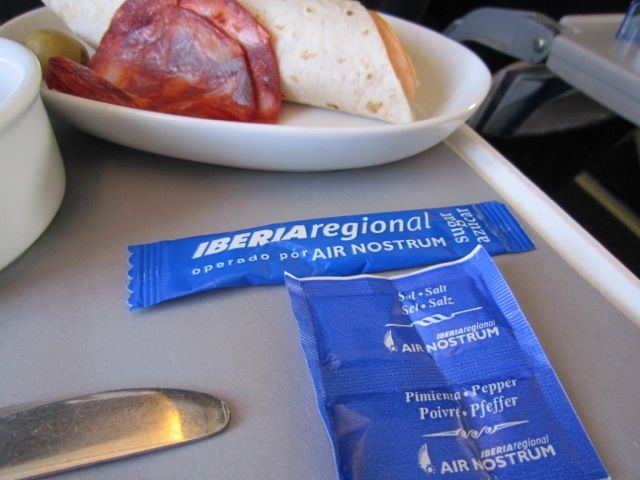 IBERIAregional
operado por AIR NOSTRUM
sugar
azúcar
Sal • Salt
Sel • Salz
IBERIAregional
AIR NOSTRUM
Pimienta • Pepper
Poivre • Pfeffer
IBERIAregional
AIR NOSTRUM